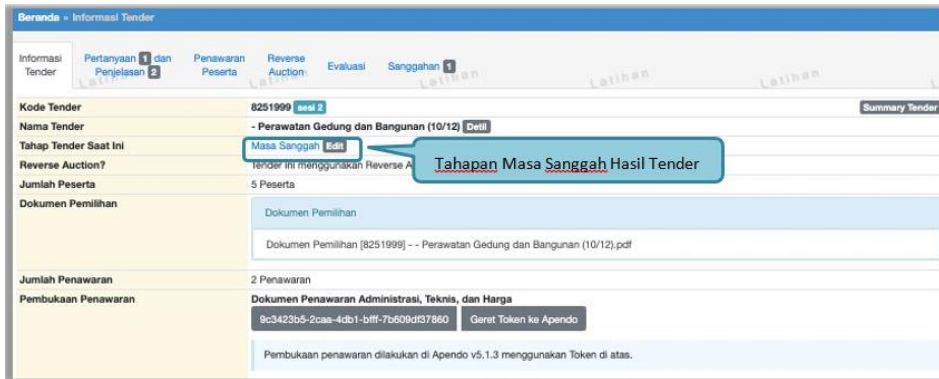 Beranda » Informasi Tender
Informasi Tender
Pertanyaan 1 dan Penjelasan 2
Penawaran Peserta
Reverse Auction
Evaluasi
Sanggahan 1
Latihan Latihan Latihan Latihan
Kode Tender 8251999 sesi 2 Summary Tender
Nama Tender - Perawatan Gedung dan Bangunan (10/12) Detil
Tahap Tender Saat Ini Masa Sanggah Edit
Tahapan Masa Sanggah Hasil Tender
Reverse Auction? Tender ini menggunakan Reverse A
Jumlah Peserta 5 Peserta
Dokumen Pemilihan Dokumen Pemilihan
Dokumen Pemilihan [8251999] - - Perawatan Gedung dan Bangunan (10/12).pdf
Jumlah Penawaran 2 Penawaran
Pembukaan Penawaran Dokumen Penawaran Administrasi, Teknis, dan Harga
9c3423b5-2caa-4db1-bfff-7b609df37860 Geret Token ke Apendo
Pembukaan penawaran dilakukan di Apendo v5.1.3 menggunakan Token di atas.